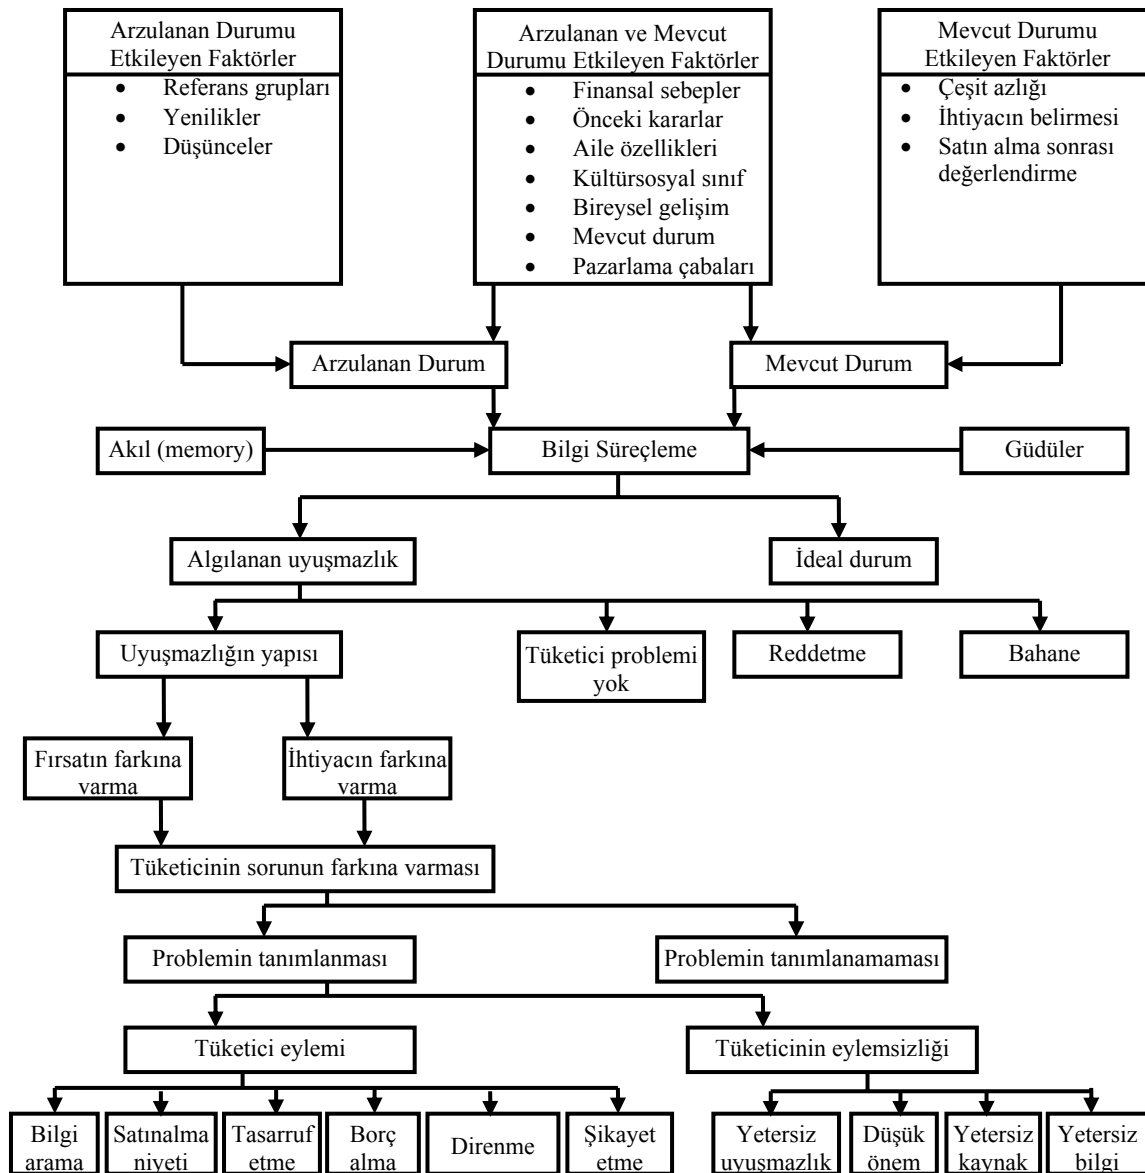 Arzulanan Durumu
Etkileyen Faktörler
• Referans grupları
• Yenilikler
• Düşünceler
Arzulanan ve Mevcut
Durumu Etkileyen Faktörler
• Finansal sebepler
• Önceki kararlar
• Aile özellikleri
• Kültürsosyal sınıf
• Bireysel gelişim
• Mevcut durum
• Pazarlama çabaları
Mevcut Durumu
Etkileyen Faktörler
• Çeşit azlığı
• İhtiyacın belirmesi
• Satın alma sonrası
değerlendirme
Arzulanan Durum
Mevcut Durum
Akıl (memory)
Bilgi Süreçleme
Güdüler
Algılanan uyuşmazlık
İdeal durum
Uyuşmazlığın yapısı
Tüketici problemi
yok
Reddetme
Bahane
Fırsatın farkına
varma
İhtiyacın farkına
varma
Tüketicinin sorunun farkına varması
Problemin tanımlanması
Problemin tanımlanamaması
Tüketici eylemi
Tüketicinin eylemsizliği
Bilgi
arama
Satınalma
niyeti
Tasarruf
etme
Borç
alma
Direnme
Şikayet
etme
Yetersiz
uyuşmazlık
Düşük
önem
Yetersiz
kaynak
Yetersiz
bilgi